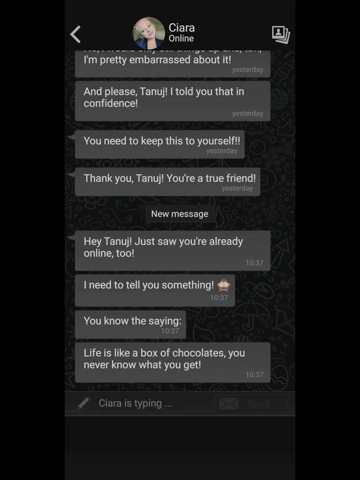 Ciara
Online
I'm pretty embarrassed about it!
yesterday
And please, Tanuj! I told you that in
confidence!
yesterday
You need to keep this to yourself!!
yesterday
Thank you, Tanuj! You're a true friend!
yesterday
New message
Hey Tanuj! Just saw you're already
online, too!
10:37
I need to tell you something! 🙊
10:37
You know the saying:
10:37
Life is like a box of chocolates, you
never know what you get!
10:37
Ciara is typing ...
Send